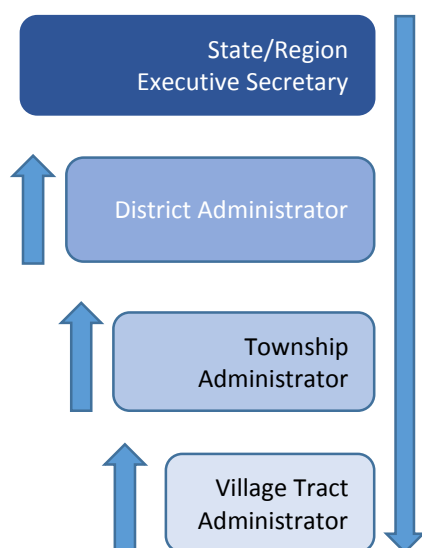 State/Region
Executive Secretary
District Administrator
Township
Administrator
Village Tract
Administrator